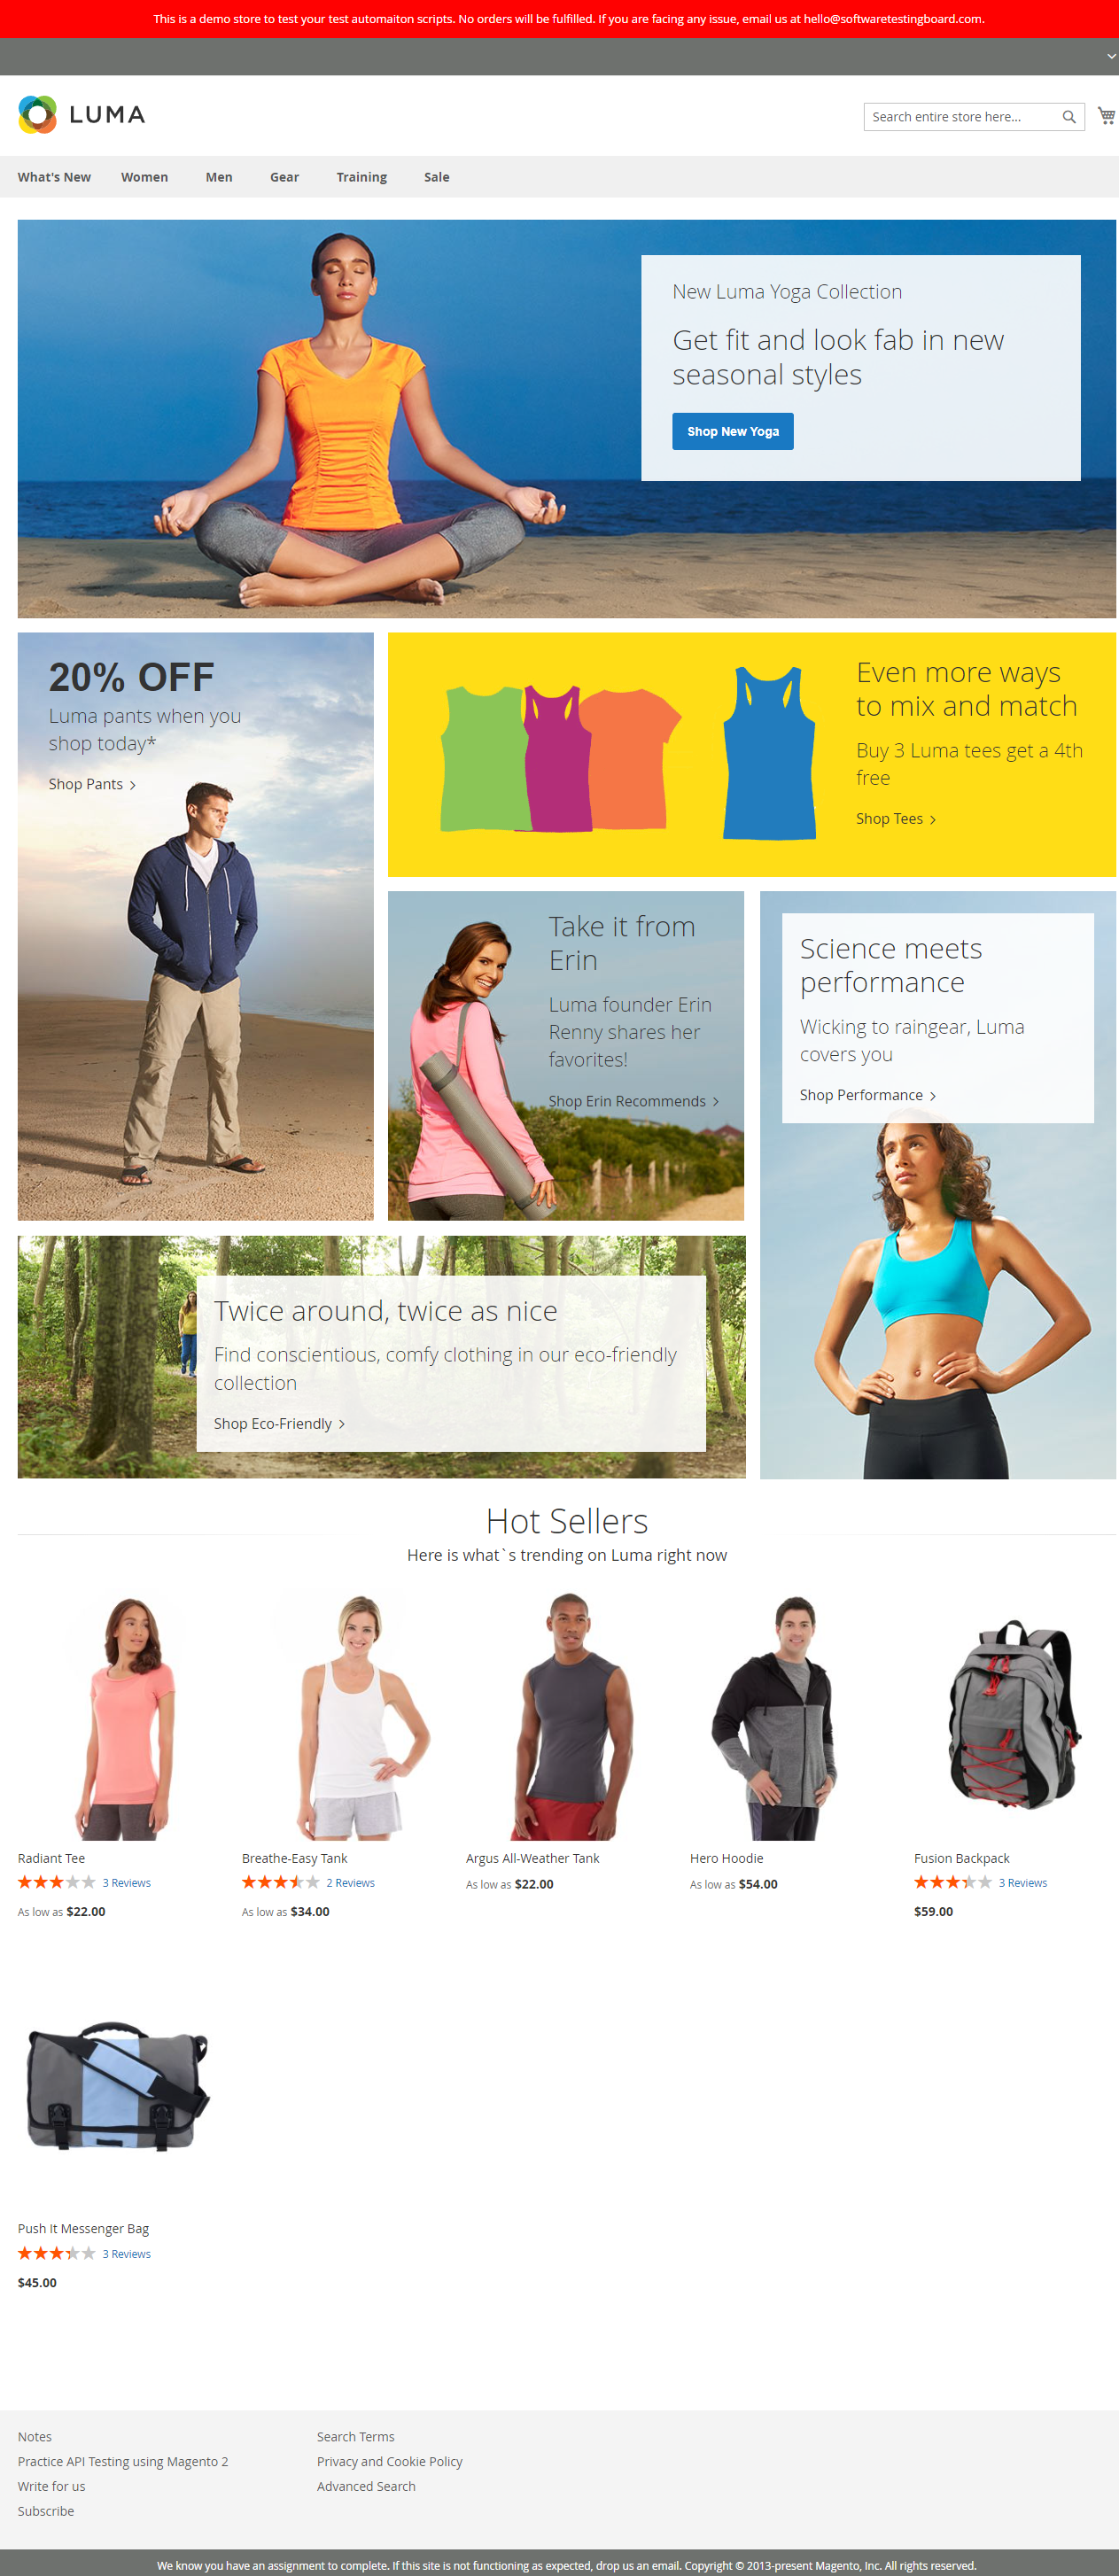 This is a demo store to test your test automaiton scripts. No orders will be fulfilled. If you are facing any issue, email us at hello@softwaretestingboard.com.
LUMA
Search entire store here...
What's New Women Men Gear Training Sale
New Luma Yoga Collection
Get fit and look fab in new
seasonal styles
Shop New Yoga
20% OFF
Luma pants when you
shop today*
Shop Pants
Even more ways
to mix and match
Buy 3 Luma tees get a 4th
free
Shop Tees
Take it from
Erin
Luma founder Erin
Renny shares her
favorites!
Shop Erin Recommends
Science meets
performance
Wicking to raingear, Luma
covers you
Shop Performance
Twice around, twice as nice
Find conscientious, comfy clothing in our eco-friendly
collection
Shop Eco-Friendly
Hot Sellers
Here is what`s trending on Luma right now
Radiant Tee
3 Reviews
As low as $22.00
Breathe-Easy Tank
2 Reviews
As low as $34.00
Argus All-Weather Tank
As low as $22.00
Hero Hoodie
As low as $54.00
Fusion Backpack
3 Reviews
$59.00
Push It Messenger Bag
3 Reviews
$45.00
Notes
Practice API Testing using Magento 2
Write for us
Subscribe
Search Terms
Privacy and Cookie Policy
Advanced Search
We know you have an assignment to complete. If this site is not functioning as expected, drop us an email. Copyright © 2013-present Magento, Inc. All rights reserved.